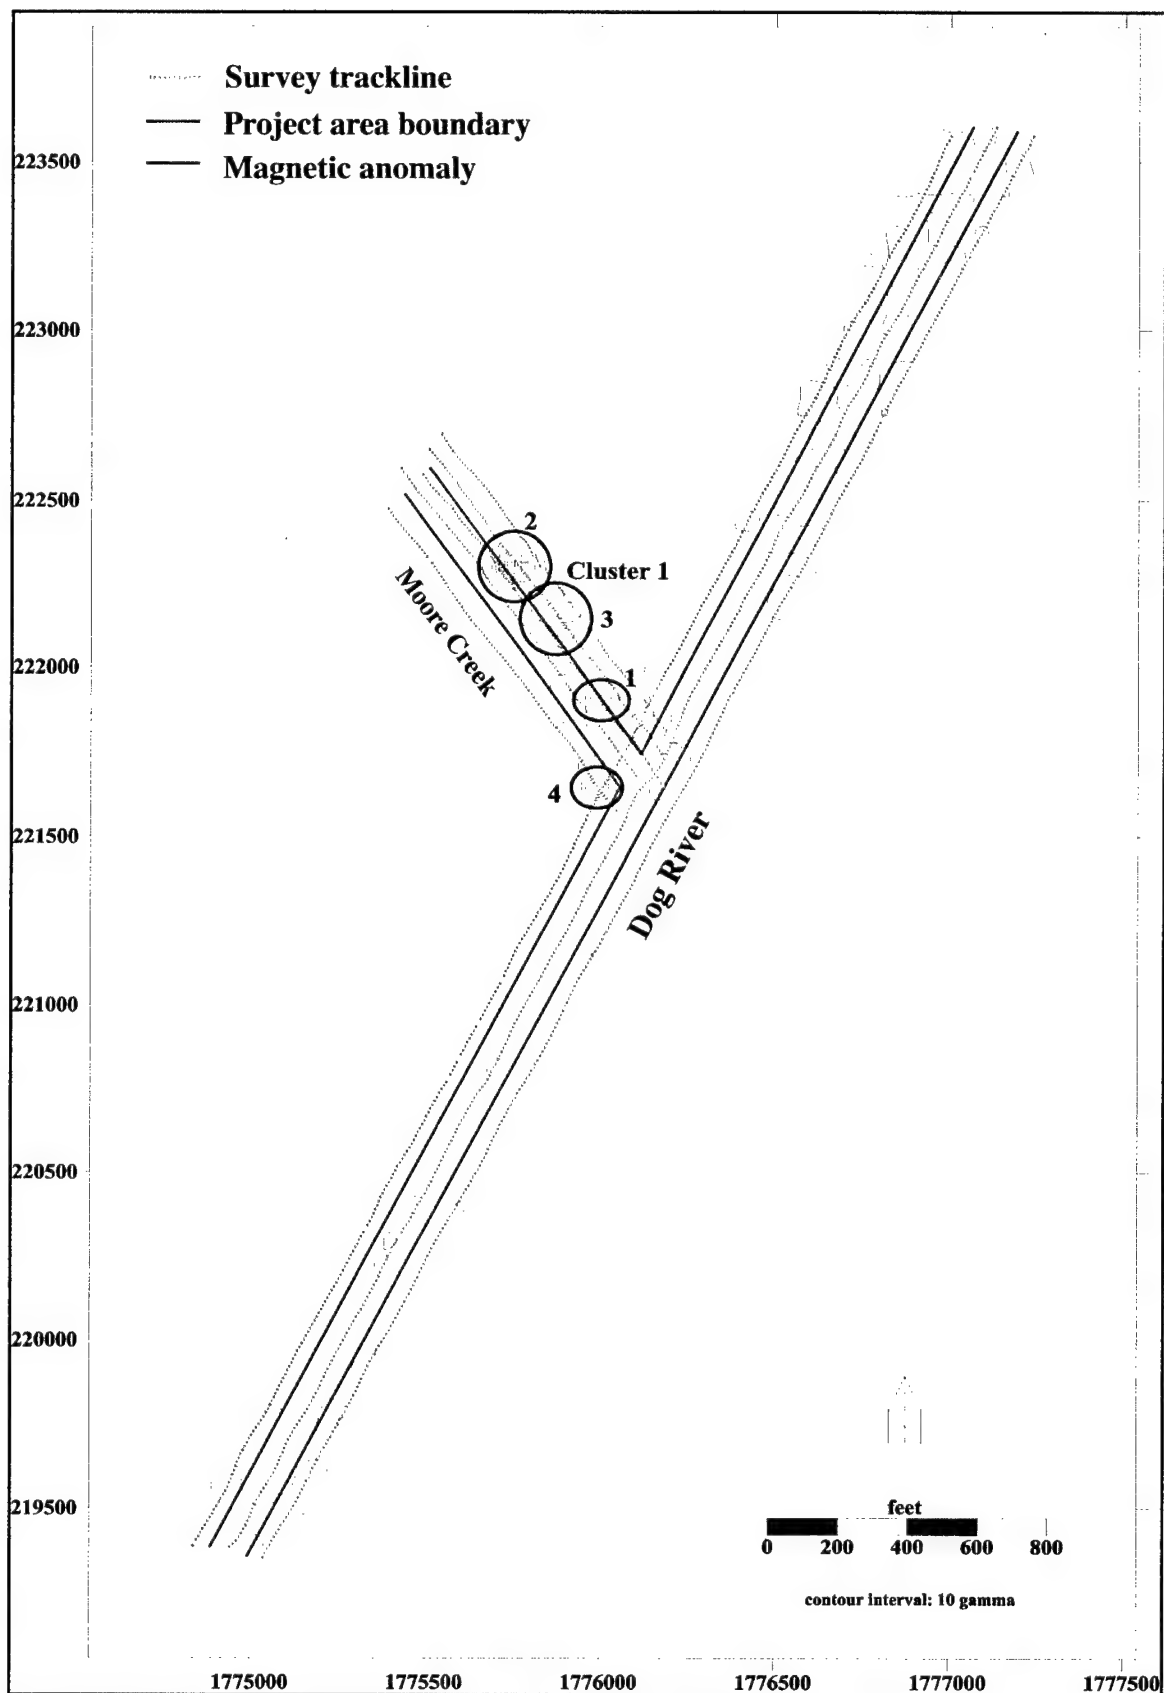 Survey trackline
Project area boundary
Magnetic anomaly
223500
223000
222500
2
Cluster 1
3
Moore Creek
222000
1
4
221500
Dog River
221000
220500
220000
219500
feet
0 200 400 600 800
contour interval: 10 gamma
1775000 1775500 1776000 1776500 1777000 1777500